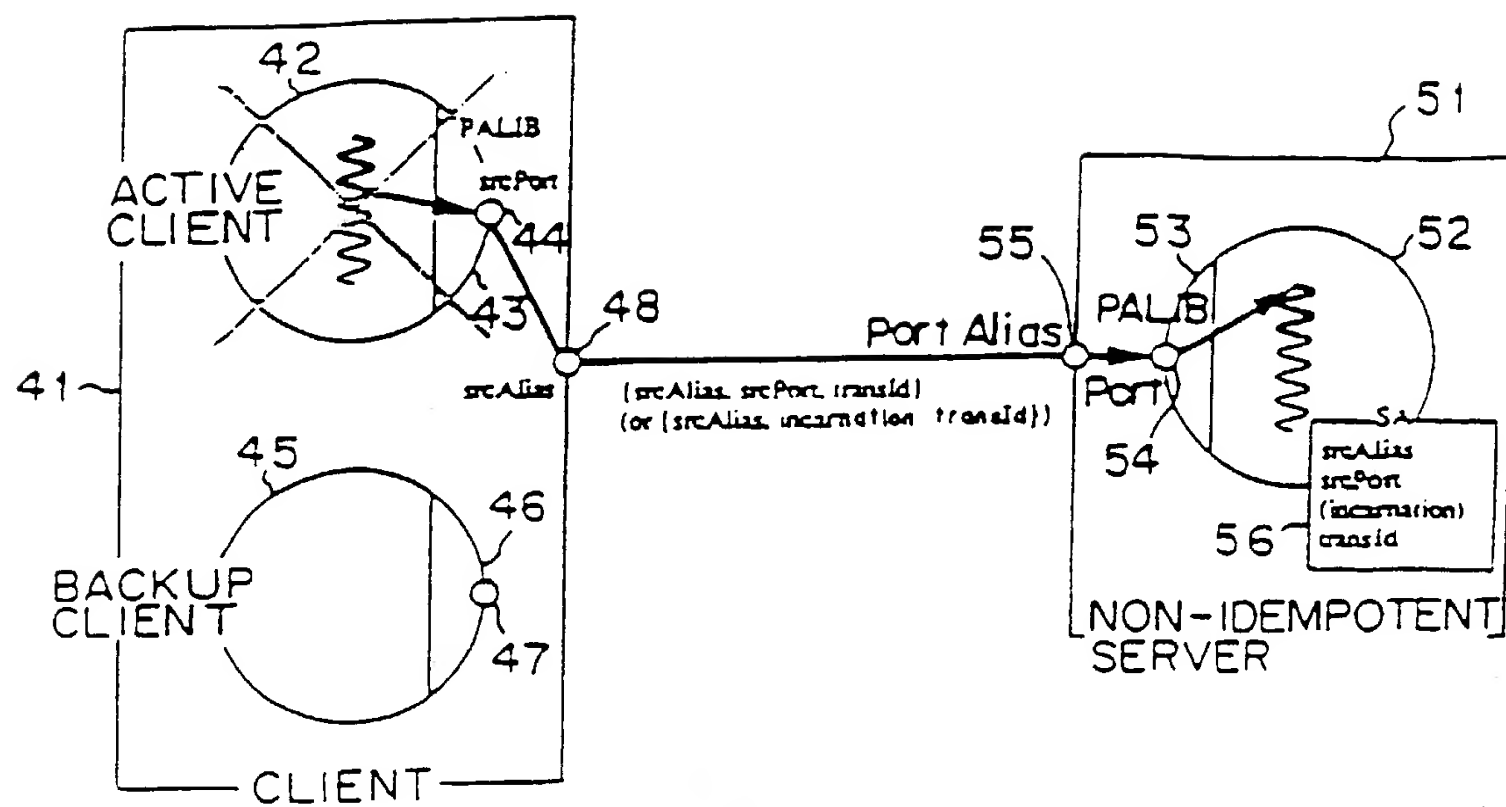 42
PALIB
ACTIVE
CLIENT
srcPort
44
43
48
srcAlias
41
(srcAlias, srcPort, transid)
(or (srcAlias, incarnation transid))
45
46
BACKUP
CLIENT
47
CLIENT
51
52
53
55
PALIB
Port Alias
Port
54
srcAlias
srcPort
(incarnation)
transid
56
NON-IDEMPOTENT
SERVER